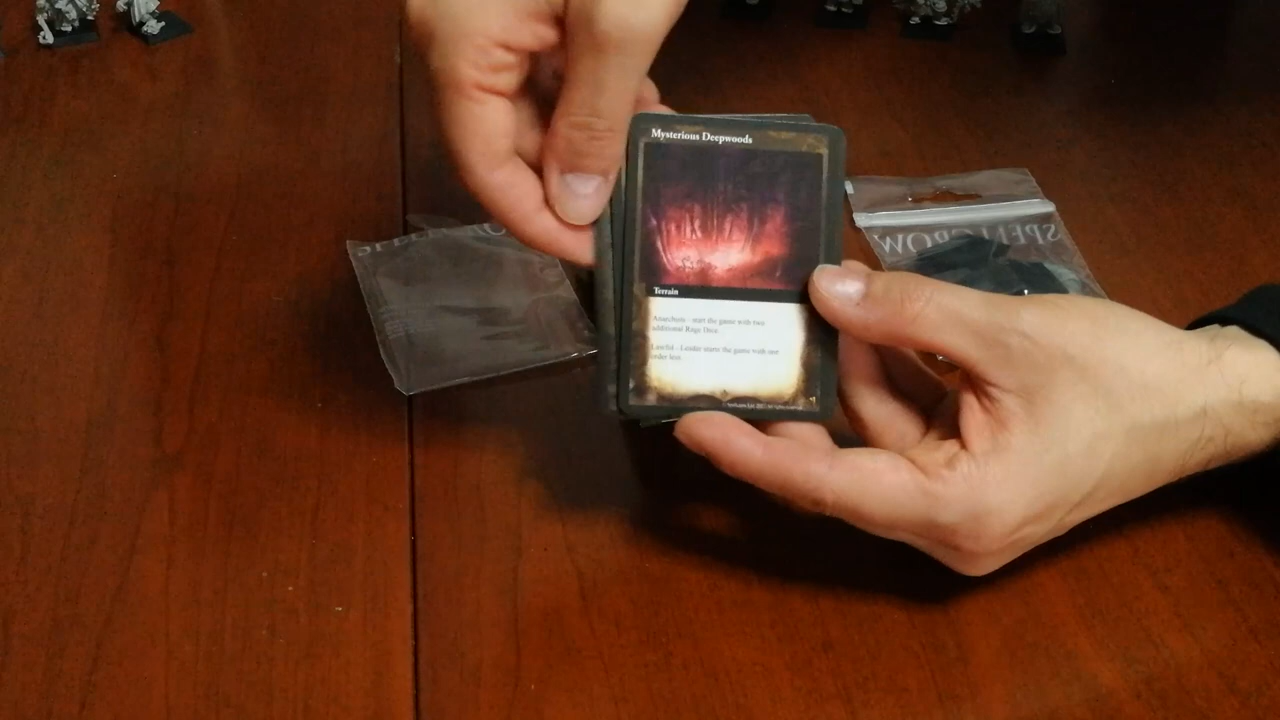 Mysterious Deepwoods
Terrain
Anarchists - start the game with two
additional Rage Dice.
Lawful - Leader starts the game with one
order less.